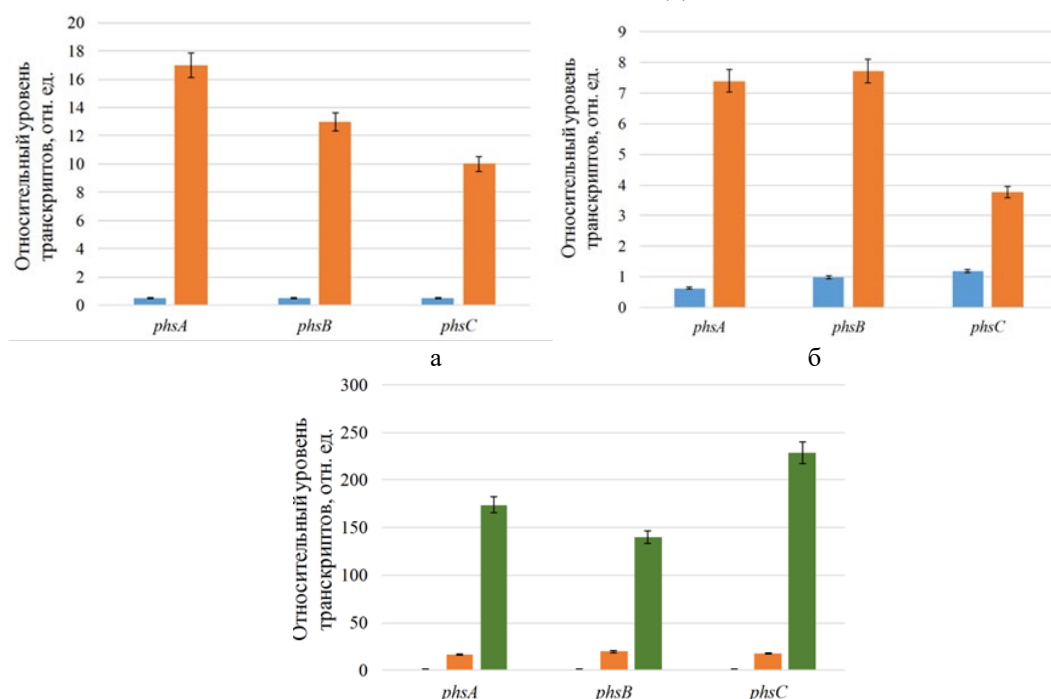 Относительный уровень
транскриптов, отн. ед.
20
18
16
14
12
10
8
6
4
2
0
phsA phsB phsC
а
Относительный уровень
транскриптов, отн. ед.
9
8
7
6
5
4
3
2
1
0
phsA phsB phsC
б
Относительный уровень
транскриптов, отн. ед.
300
250
200
150
100
50
0
phsA phsB phsC